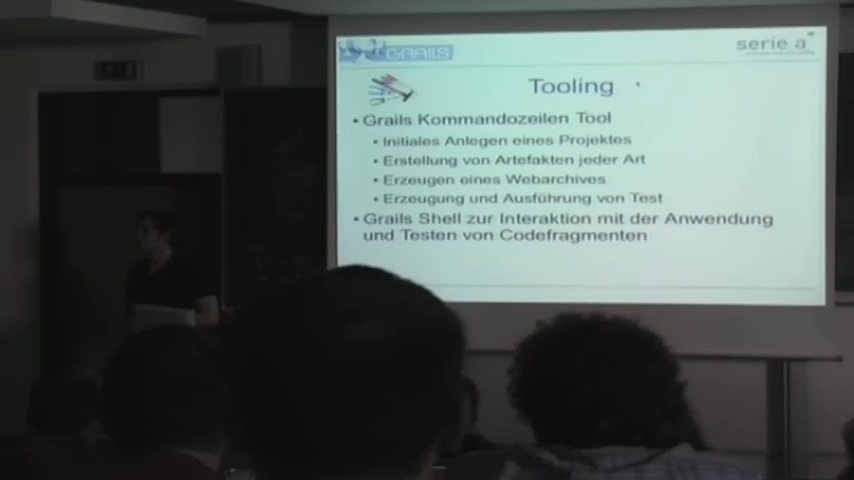 GRAILS
serie a
Tooling
• Grails Kommandozeilen Tool
• Initiales Anlegen eines Projektes
• Erstellung von Artefakten jeder Art
• Erzeugen eines Webarchives
• Erzeugung und Ausführung von Test
• Grails Shell zur Interaktion mit der Anwendung
und Testen von Codefragmenten